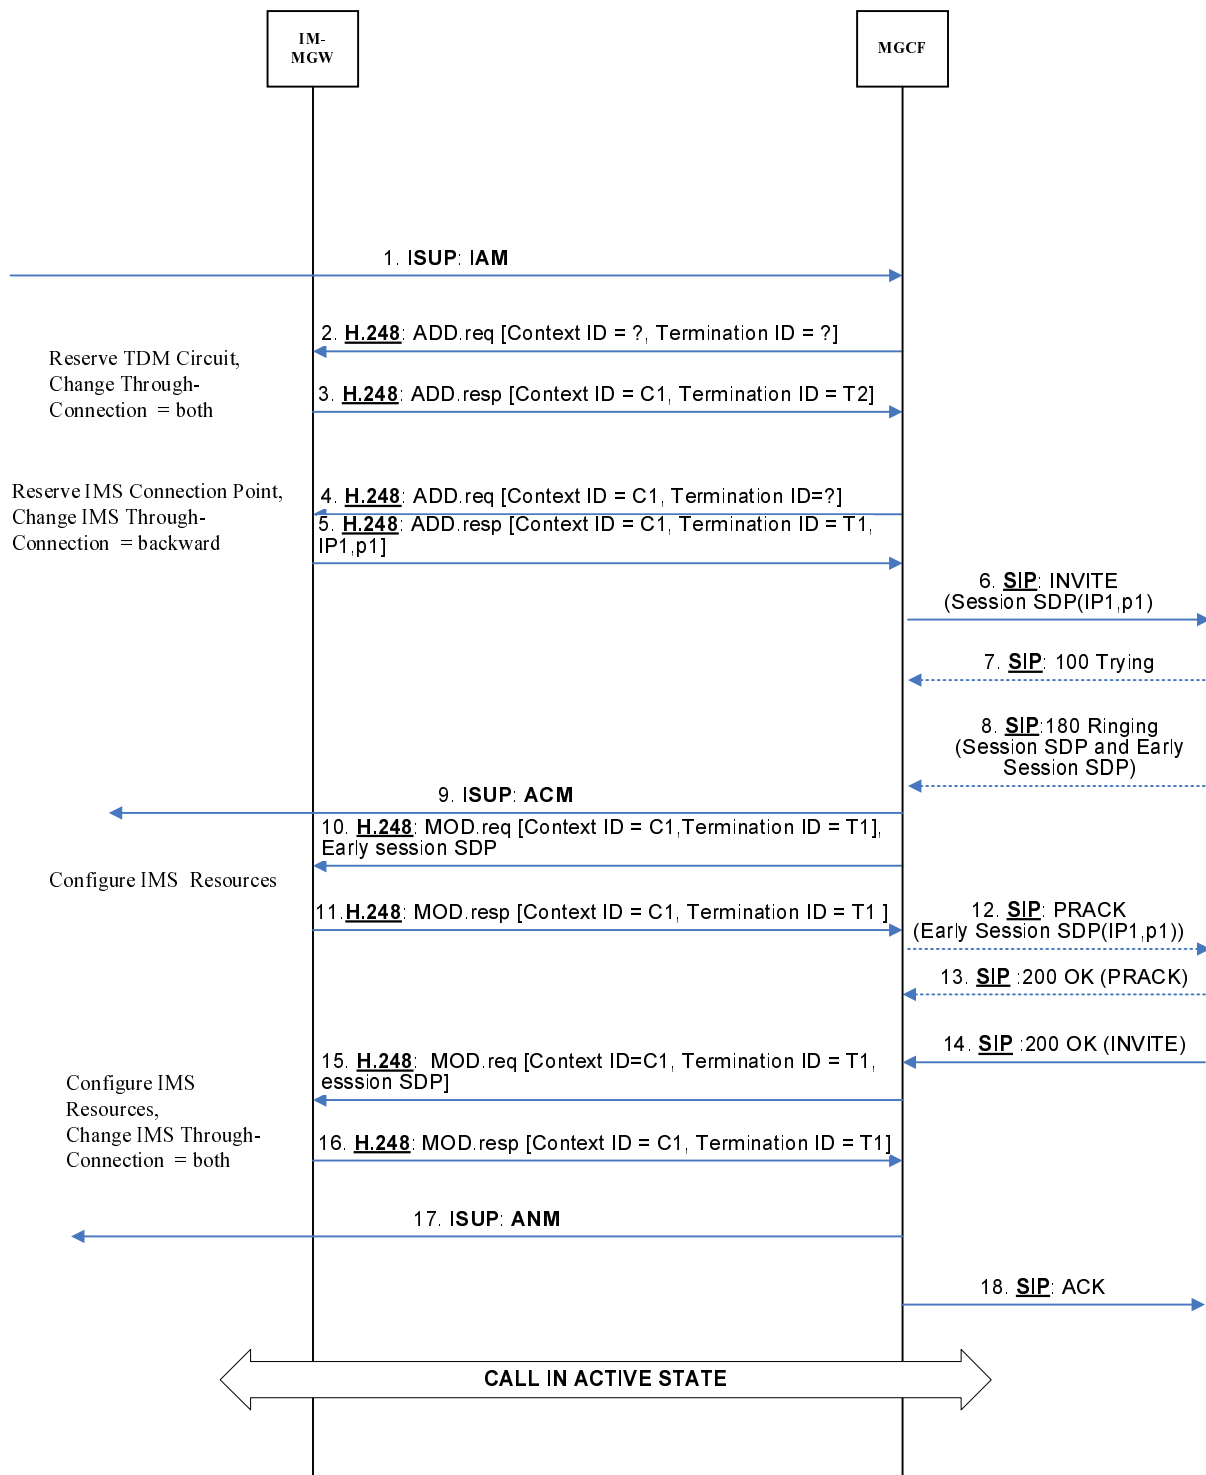 IM-
MGW
MGCF
1. ISUP: IAM
2. H.248: ADD.req [Context ID = ?, Termination ID = ?]
Reserve TDM Circuit,
Change Through-
Connection = both
3. H.248: ADD.resp [Context ID = C1, Termination ID = T2]
Reserve IMS Connection Point,
Change IMS Through-
Connection = backward
4. H.248: ADD.req [Context ID = C1, Termination ID=?]
5. H.248: ADD.resp [Context ID = C1, Termination ID = T1,
IP1,p1]
6. SIP: INVITE
(Session SDP(IP1,p1)
7. SIP: 100 Trying
8. SIP:180 Ringing
(Session SDP and Early
Session SDP)
9. ISUP: ACM
10. H.248: MOD.req [Context ID = C1,Termination ID = T1],
Early session SDP
Configure IMS Resources
11.H.248: MOD.resp [Context ID = C1, Termination ID = T1 ]
12. SIP: PRACK
(Early Session SDP(IP1,p1))
13. SIP :200 OK (PRACK)
14. SIP :200 OK (INVITE)
15. H.248: MOD.req [Context ID=C1, Termination ID = T1,
esssion SDP]
Configure IMS
Resources,
Change IMS Through-
Connection = both
16. H.248: MOD.resp [Context ID = C1, Termination ID = T1]
17. ISUP: ANM
18. SIP: ACK
CALL IN ACTIVE STATE